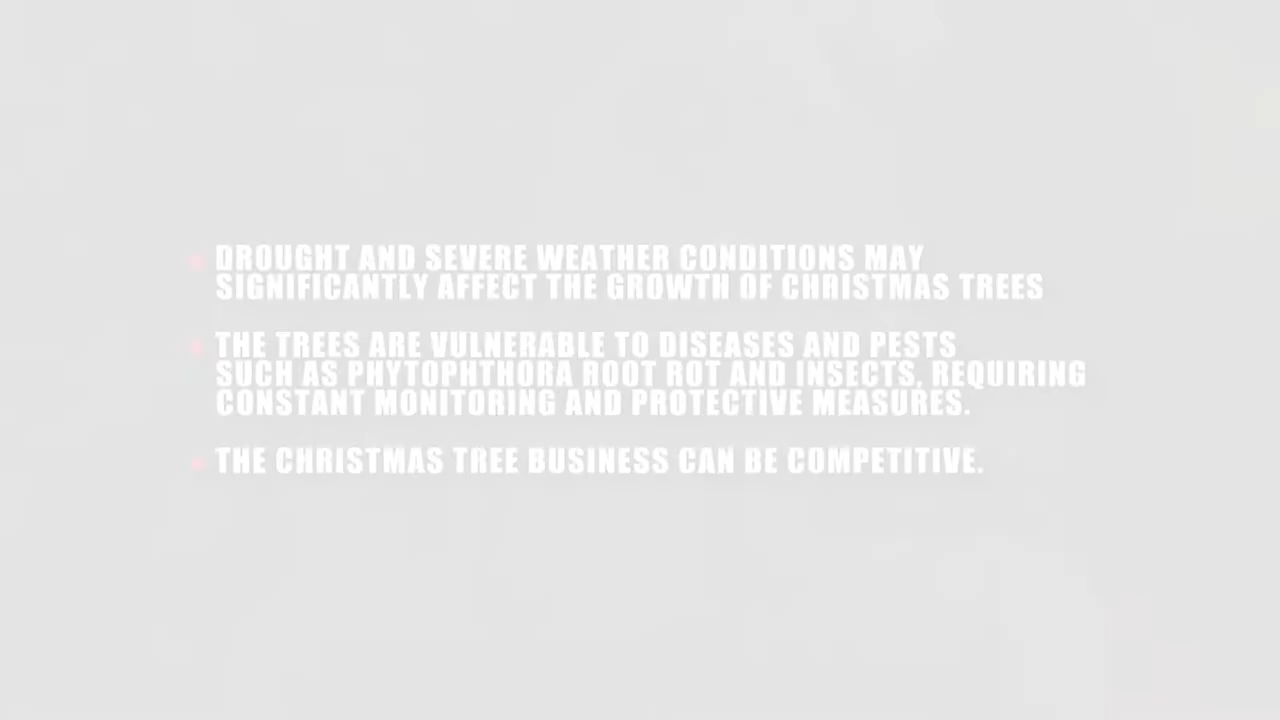 DROUGHT AND SEVERE WEATHER CONDITIONS MAY
SIGNIFICANTLY AFFECT THE GROWTH OF CHRISTMAS TREES
THE TREES ARE VULNERABLE TO DISEASES AND PESTS
SUCH AS PHYTOPHTHORA ROOT ROT AND INSECTS, REQUIRING
CONSTANT MONITORING AND PROTECTIVE MEASURES.
THE CHRISTMAS TREE BUSINESS CAN BE COMPETITIVE.